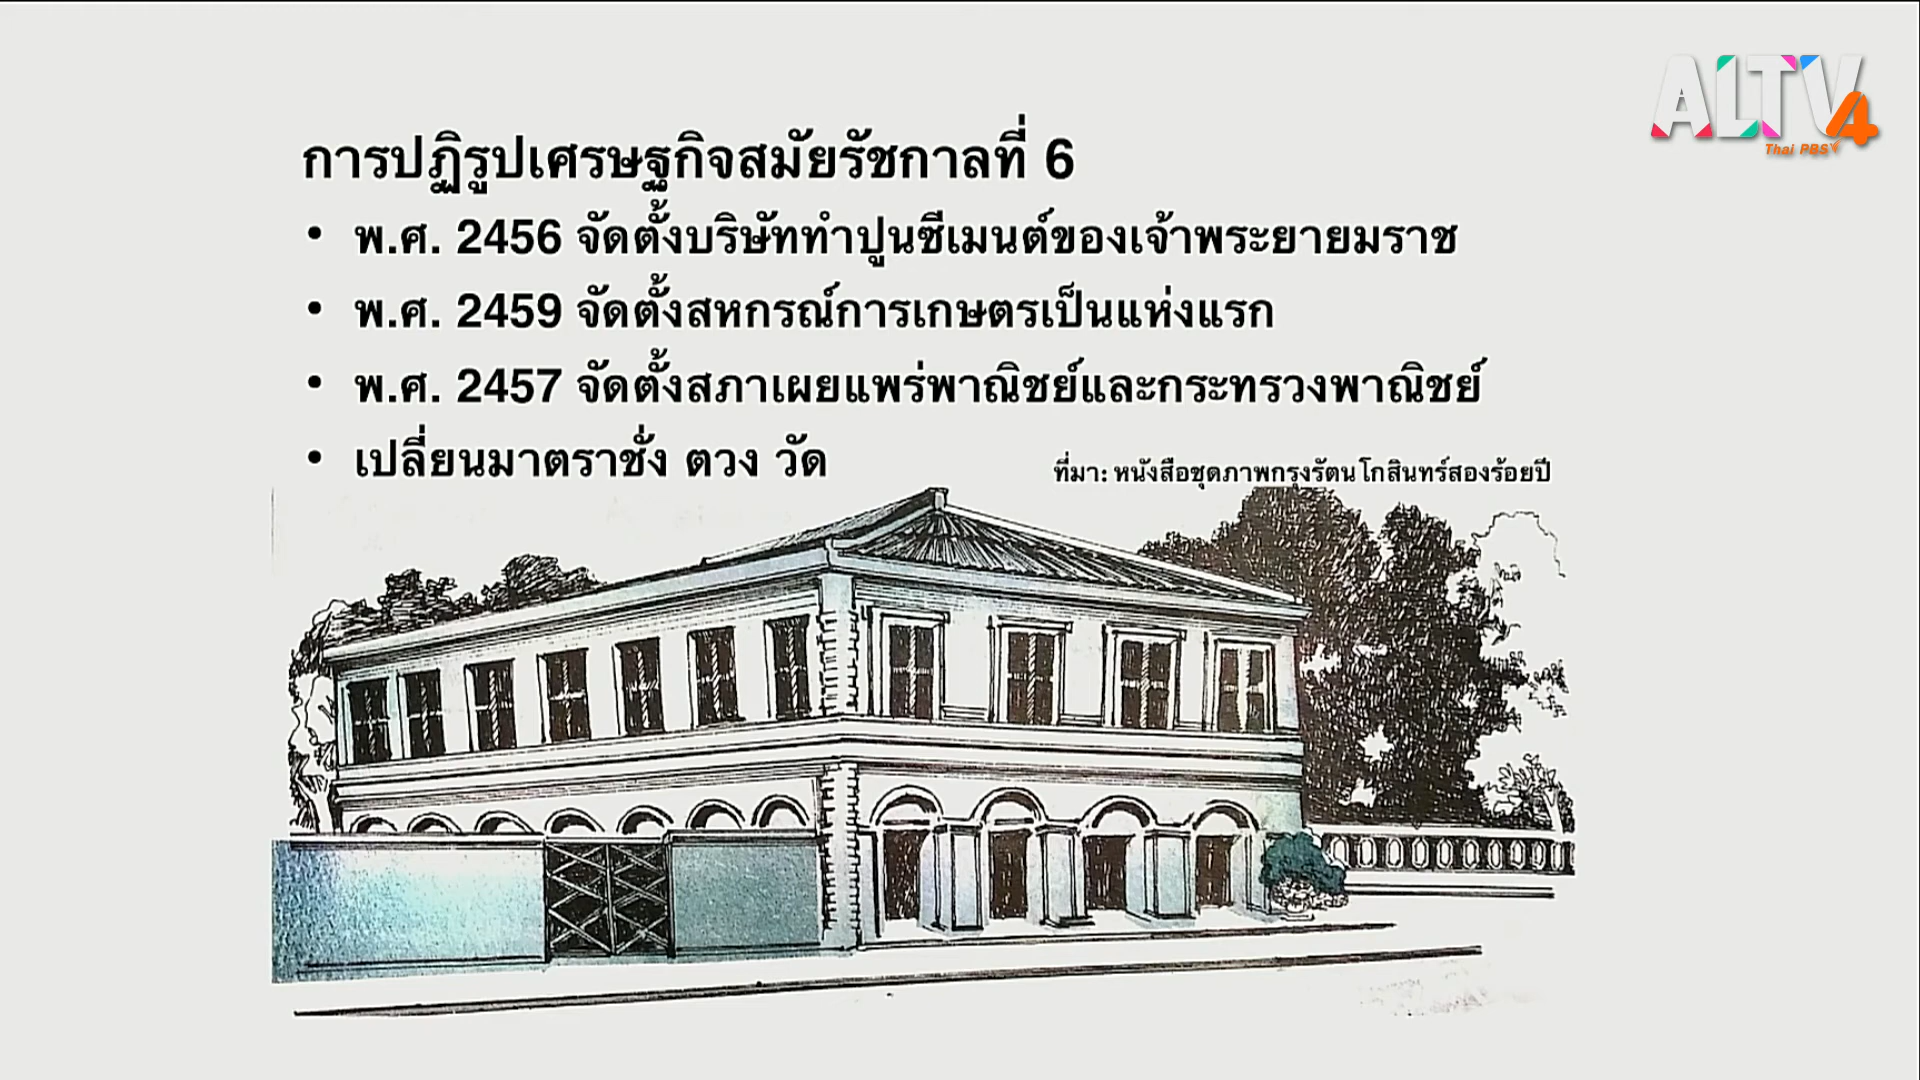 ALTV4
Thai PBS
การปฏิรูปเศรษฐกิจสมัยรัชกาลที่ 6
• พ.ศ. 2456 จัดตั้งบริษัททำปูนซีเมนต์ของเจ้าพระยายมราช
• พ.ศ. 2459 จัดตั้งสหกรณ์การเกษตรเป็นแห่งแรก
• พ.ศ. 2457 จัดตั้งสภาเผยแพร่พาณิชย์และกระทรวงพาณิชย์
• เปลี่ยนมาตราชั่ง ตวง วัด
ที่มา: หนังสือชุดภาพกรุงรัตนโกสินทร์สองร้อยปี